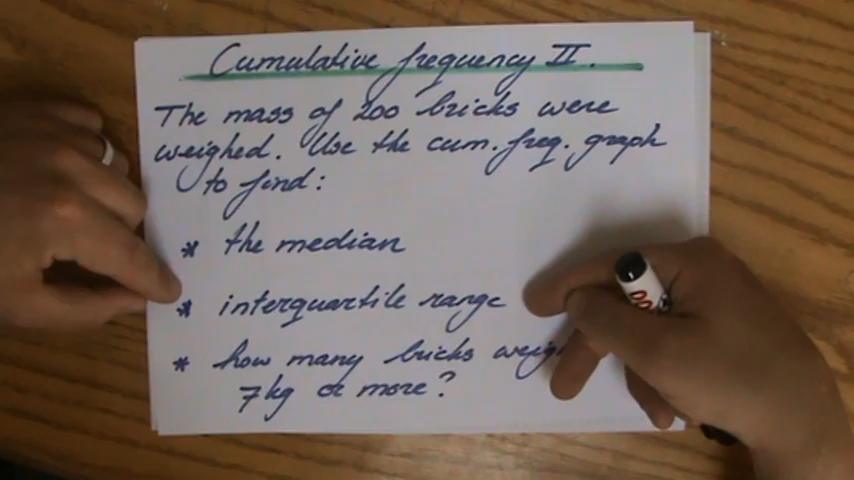 Cumulative frequency II.
The mass of 200 bricks were
weighed. Use the cum. freq. graph
to find:
* the median
* interquartile range
* how many bricks weigh
7kg or more?